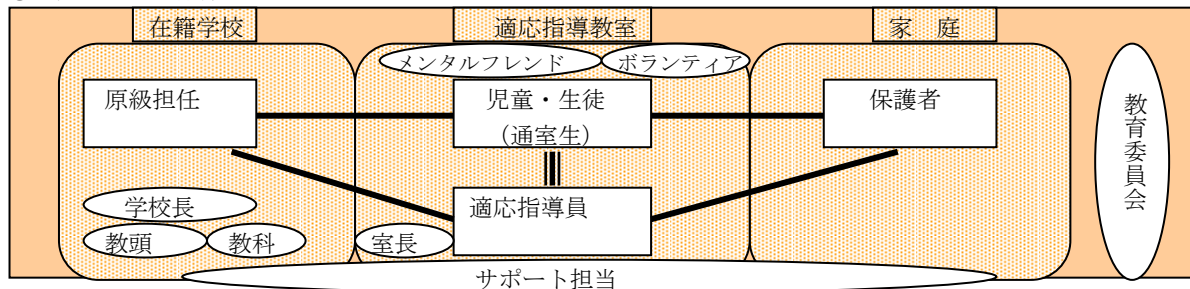 在籍学校
適応指導教室
家 庭
メンタルフレンド
ボランティア
原級担任
児童・生徒
(通室生)
保護者
教育委員会
学校長
適応指導員
教頭
教科
室長
サポート担当